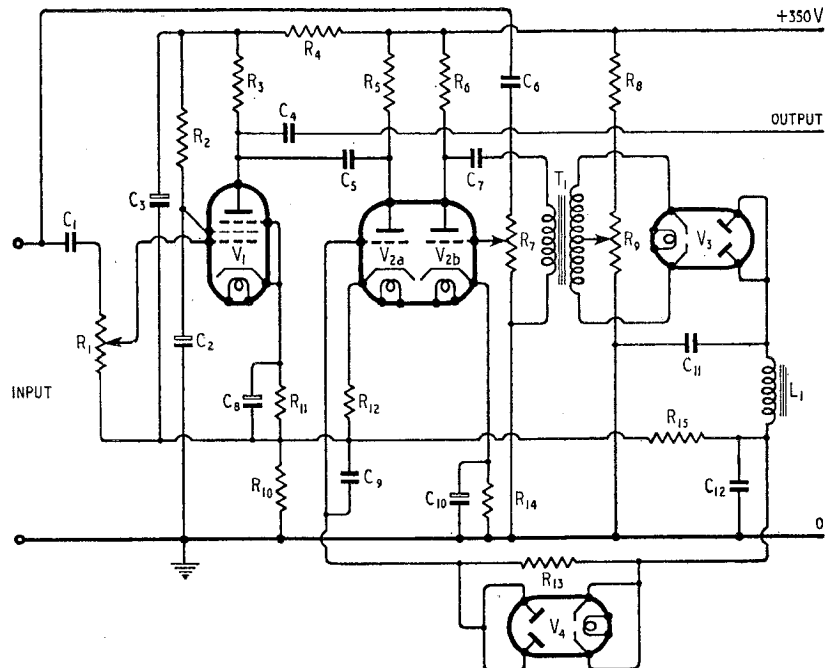 +350V
R4
R3
R5
R6
C6
R8
C4
OUTPUT
R2
C5
C7
T1
C3
C1
V1
V2a
V2b
R7
R9
V3
R1
C2
C11
L1
INPUT
C8
R11
R12
R15
R10
C9
C10
R14
C12
0
R13
V4